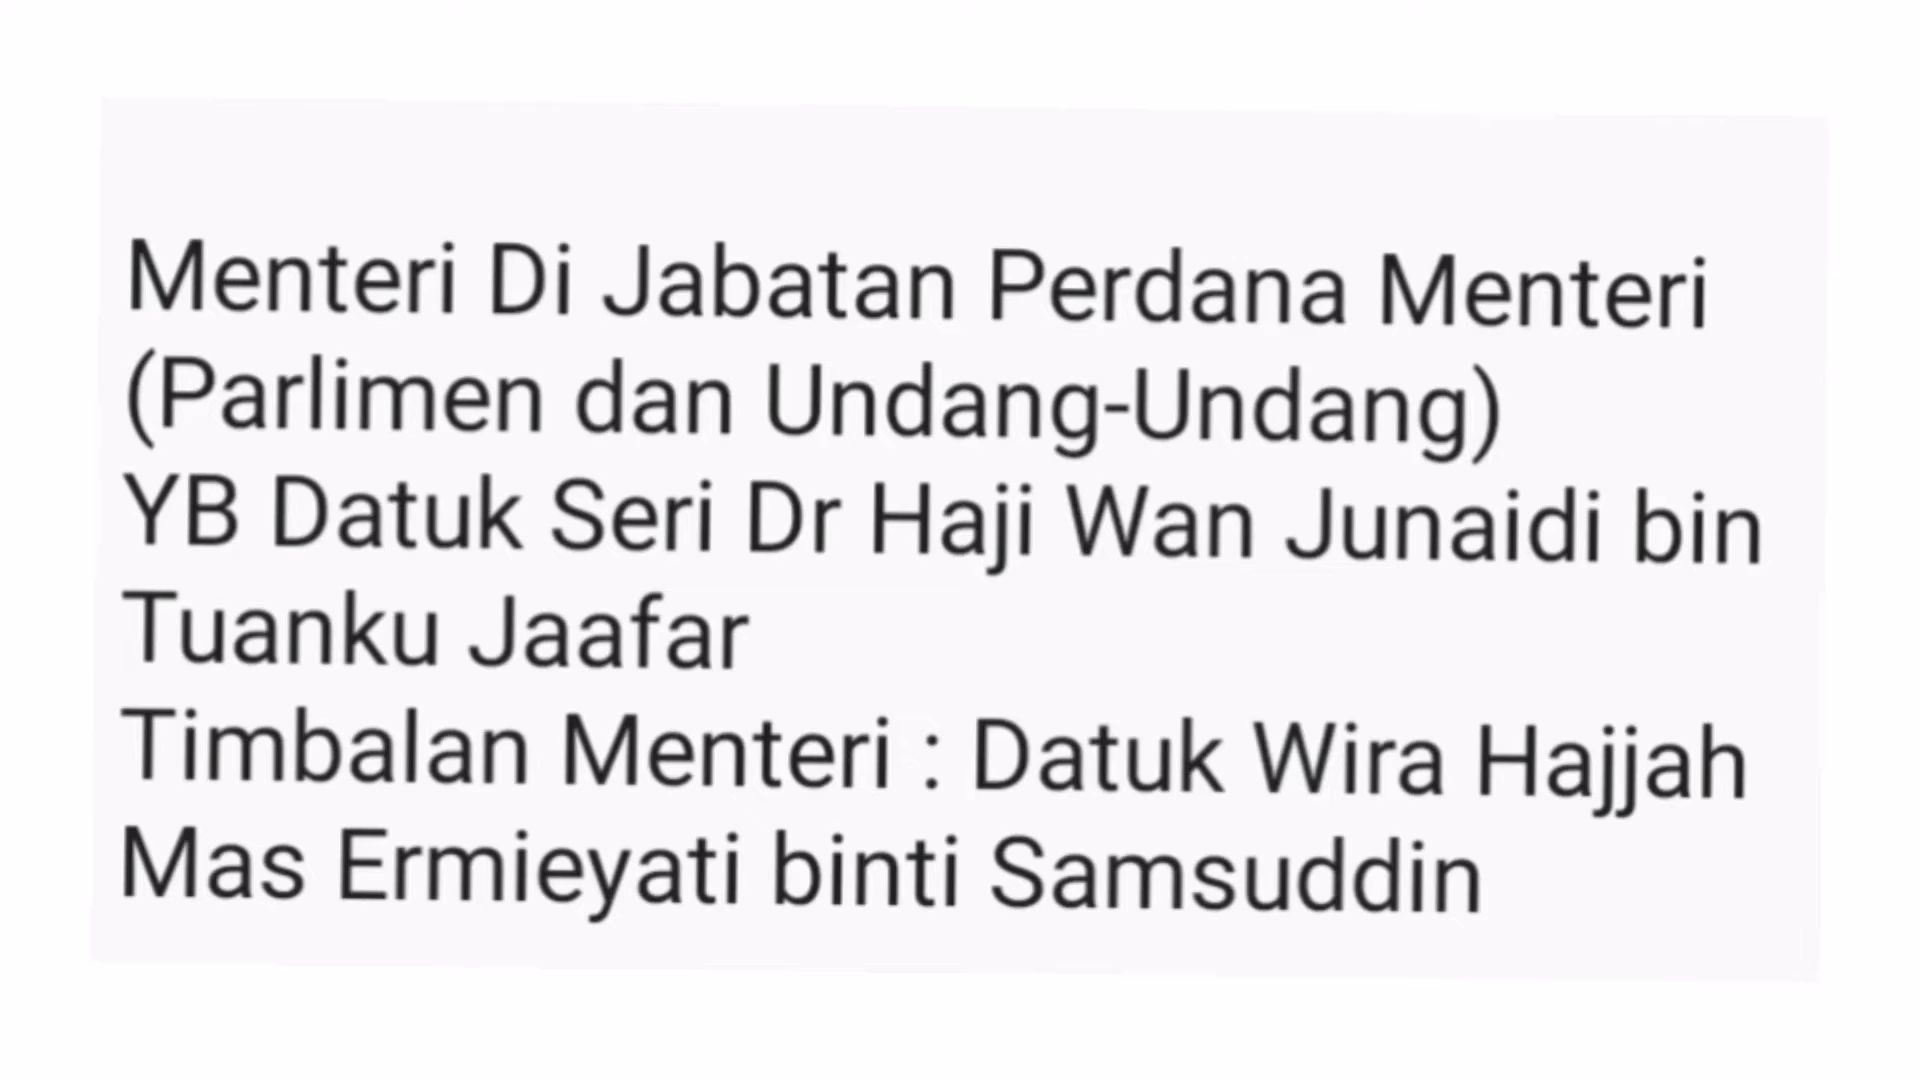 Menteri Di Jabatan Perdana Menteri
(Parlimen dan Undang-Undang)
YB Datuk Seri Dr Haji Wan Junaidi bin
Tuanku Jaafar
Timbalan Menteri : Datuk Wira Hajjah
Mas Ermieyati binti Samsuddin